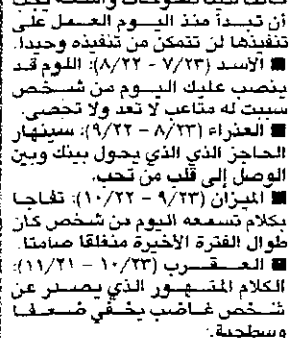 أن تبدأ منذ اليوم العمل على
تنفيذها لن تتمكن من تنفيذه وحيدا.
■ الأسد (٧/٢٣ - ٨/٢٢): اللوم قد
ينصب عليك اليوم من شخص
سببت له متاعب لا تعد ولا تحصى.
■ العذراء (٨/٢٣ - ٩/٢٢): سينهار
الحاجز الذي يحول بينك وبين
الوصل إلى قلب من تحب.
■ الميزان (٩/٢٣ - ١٠/٢٢): تفاجا
بكلام تسمعه اليوم من شخص كان
طوال الفترة الأخيرة منغلقا صامتا.
■ العقرب (١٠/٢٣ - ١١/٢١):
الكلام المتهور الذي يصدر عن
شخص غاضب يخفي ضعفا
وسطحية.